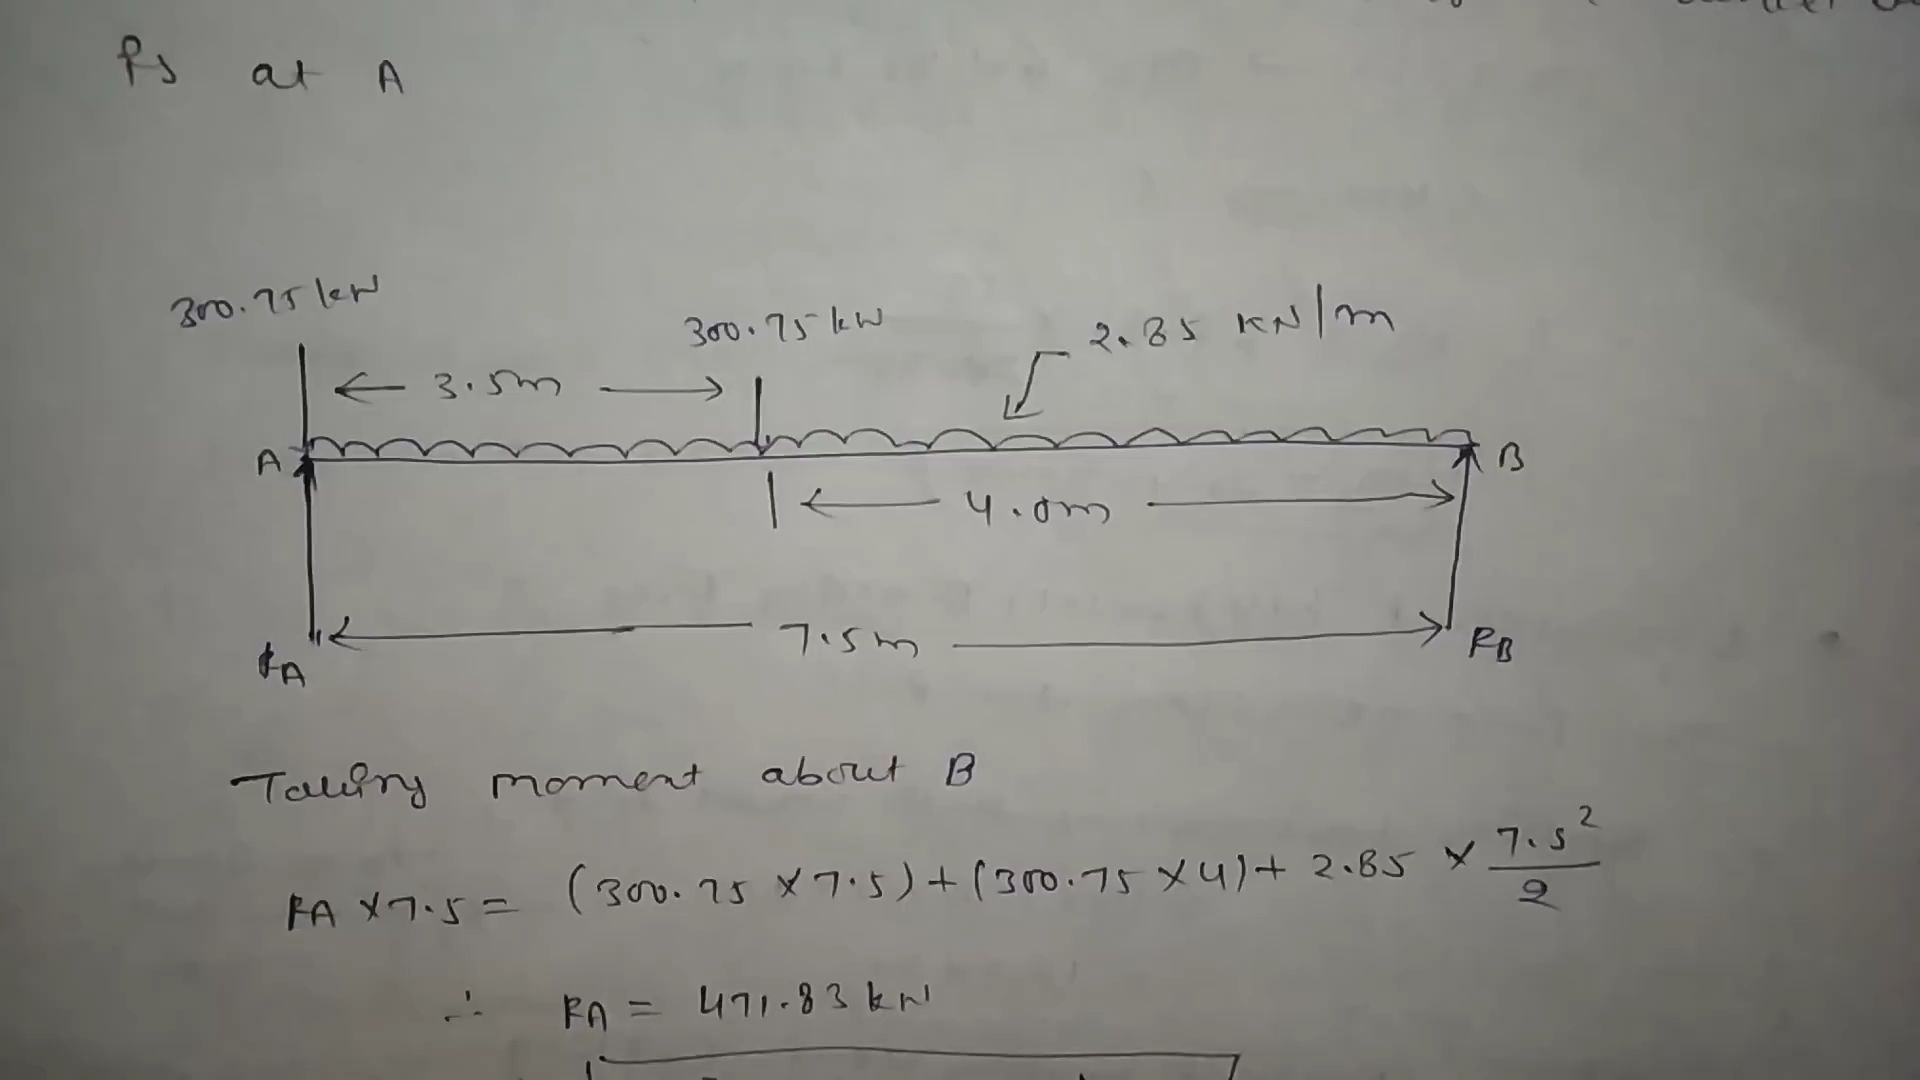 at A
300.75 kN
300.75 kN
2.85 KN/m
3.5m
A
B
4.0m
7.5m
RA
RB
Taking moment about B
RA × 7.5 = (300.75 × 7.5) + (300.75 × 4) + 2.85 × 7.5² / 2
∴ RA = 471.83 kN